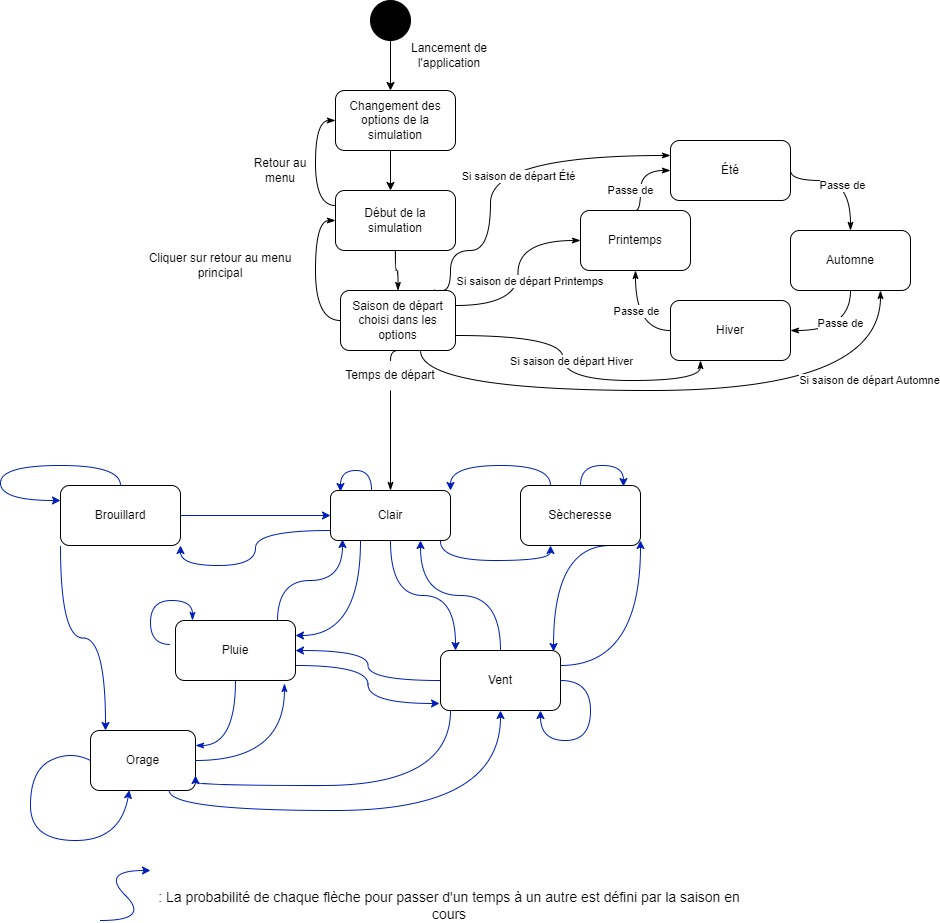 Lancement de
l'application
Changement des
options de la
simulation
Retour au
menu
Si saison de départ Été
Été
Passe de
Passe de
Début de la
simulation
Printemps
Cliquer sur retour au menu
principal
Automne
Si saison de départ Printemps
Saison de départ
choisi dans les
options
Passe de
Passe de
Hiver
Si saison de départ Hiver
Temps de départ
Si saison de départ Automne
Brouillard
Clair
Sècheresse
Pluie
Vent
Orage
: La probabilité de chaque flèche pour passer d'un temps à un autre est défini par la saison en
cours